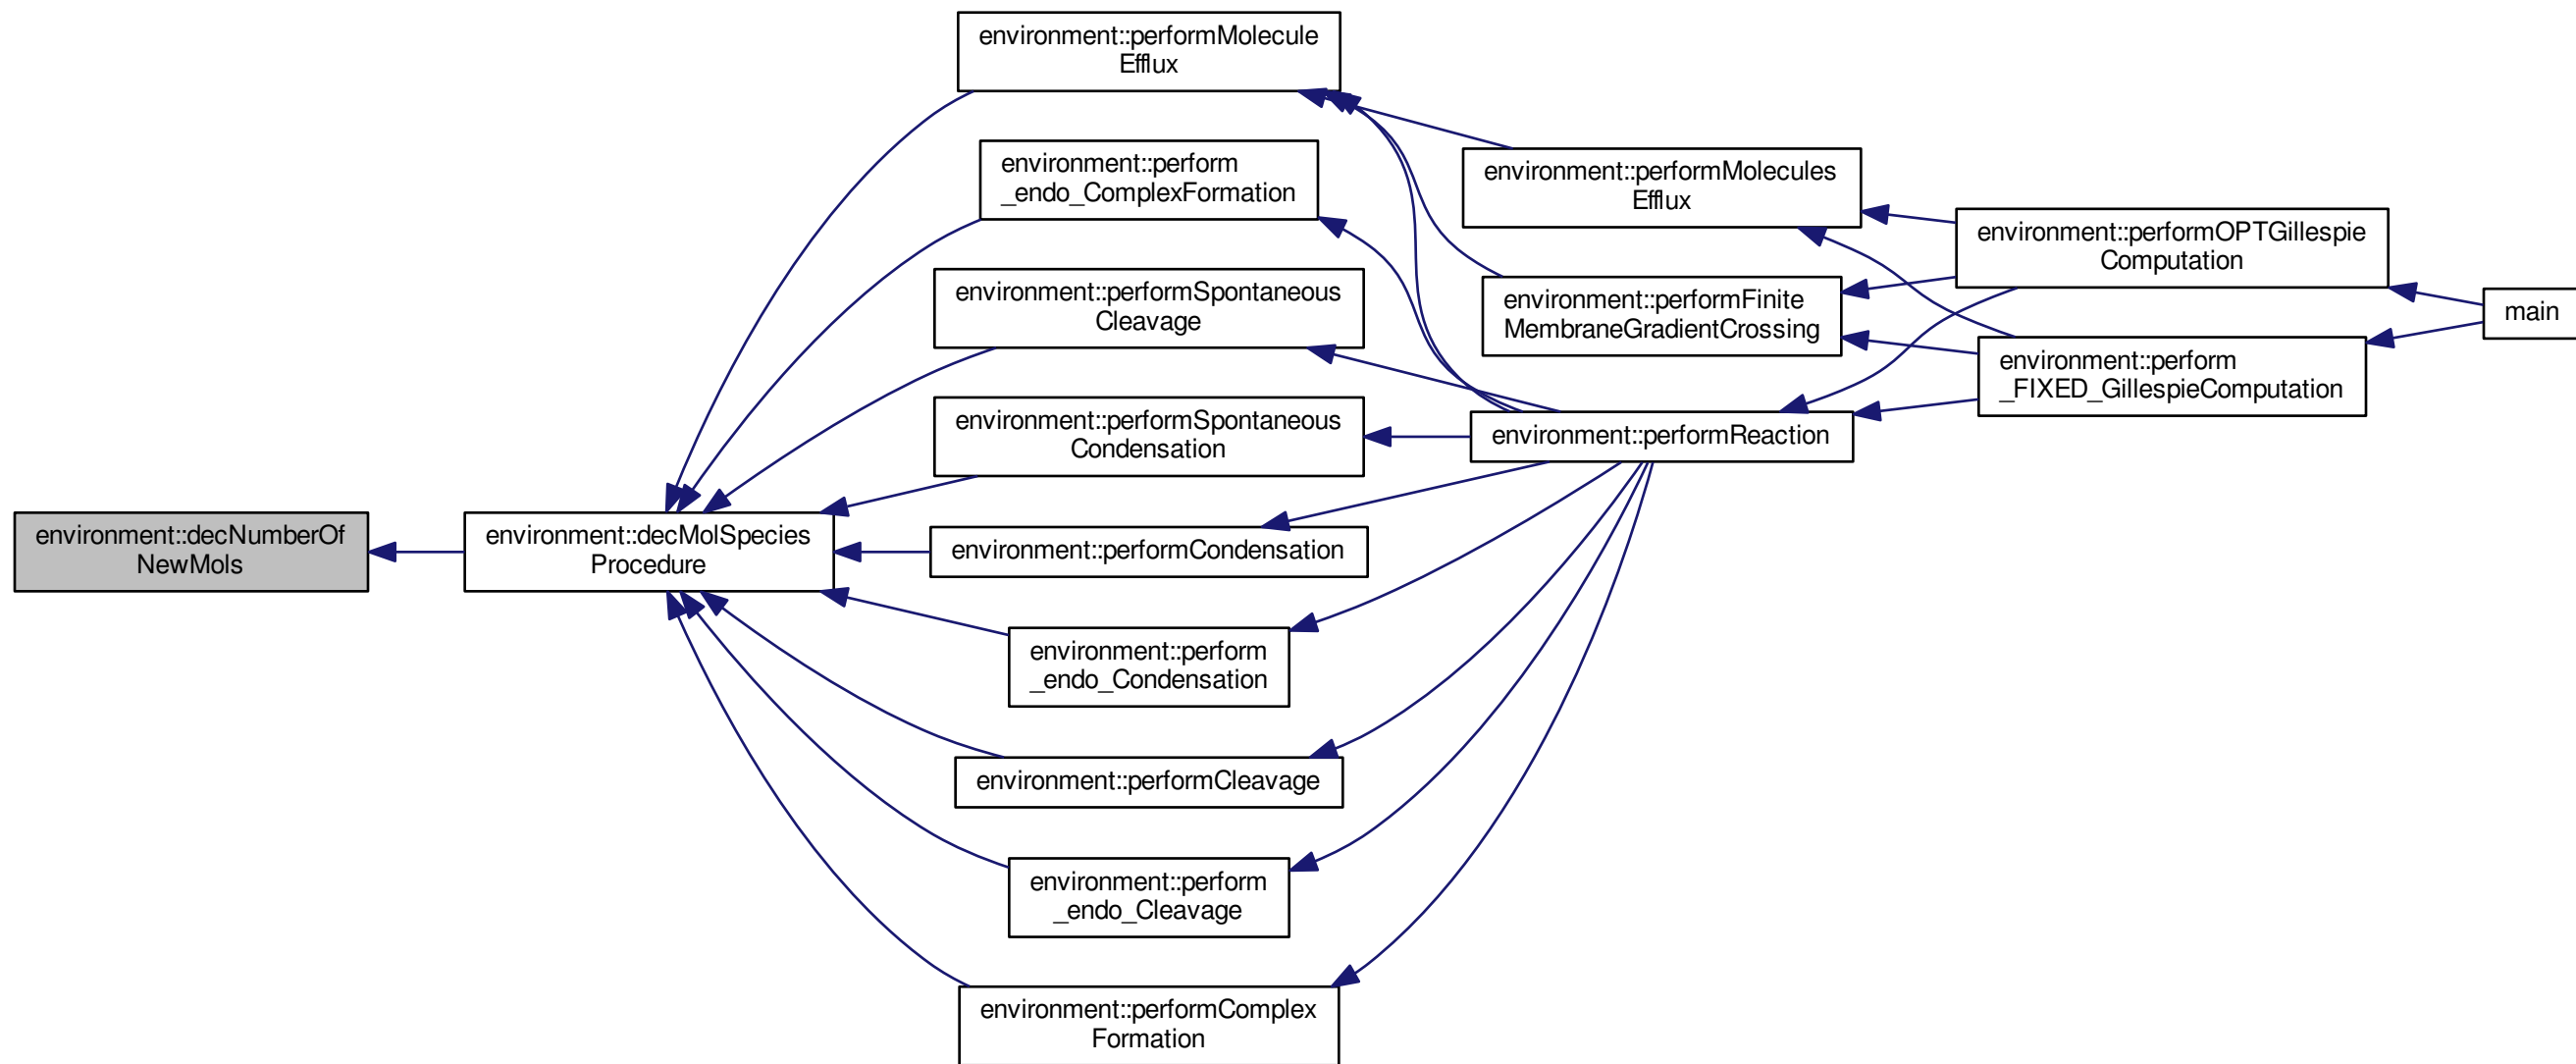 environment::performMolecule
Efflux
environment::perform
_endo_ComplexFormation
environment::performSpontaneous
Cleavage
environment::performSpontaneous
Condensation
environment::decNumberOf
NewMols
environment::decMolSpecies
Procedure
environment::performCondensation
environment::perform
_endo_Condensation
environment::performCleavage
environment::perform
_endo_Cleavage
environment::performComplex
Formation
environment::performMolecules
Efflux
environment::performFinite
MembraneGradientCrossing
environment::performReaction
environment::performOPTGillespie
Computation
environment::perform
_FIXED_GillespieComputation
main